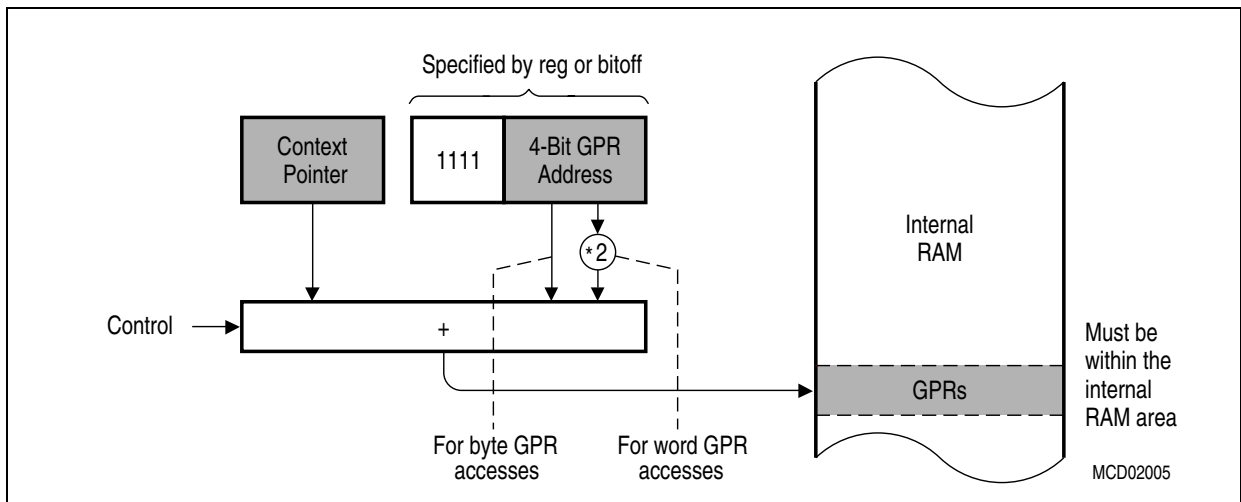 Specified by reg or bitoff
Context
Pointer
1111
4-Bit GPR
Address
*2
Internal
RAM
Control
+
Must be
within the
internal
RAM area
GPRs
For byte GPR
accesses
For word GPR
accesses
MCD02005